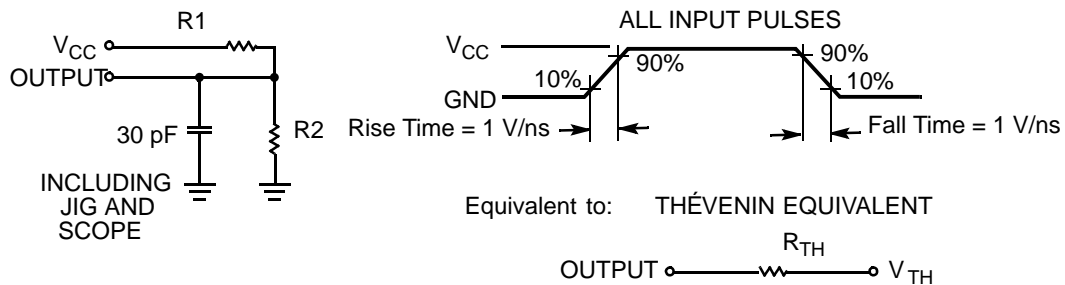 R1
V_CC
OUTPUT
30 pF
R2
INCLUDING
JIG AND
SCOPE
ALL INPUT PULSES
V_CC
GND
10%
90%
90%
10%
Rise Time = 1 V/ns
Fall Time = 1 V/ns
Equivalent to: THÉVENIN EQUIVALENT
R_TH
OUTPUT
V_TH